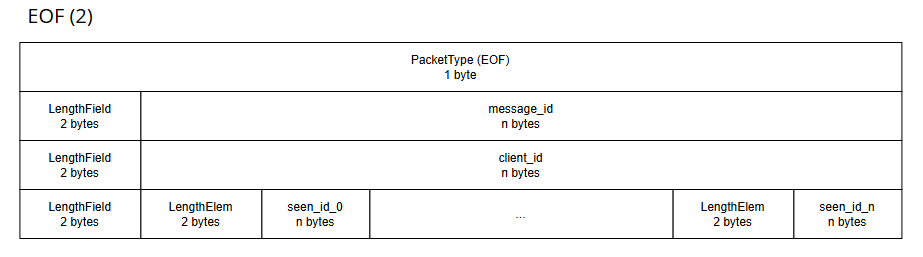 EOF (2)
PacketType (EOF)
1 byte
LengthField
2 bytes
message_id
n bytes
LengthField
2 bytes
client_id
n bytes
LengthField
2 bytes
LengthElem
2 bytes
seen_id_0
n bytes
...
LengthElem
2 bytes
seen_id_n
n bytes